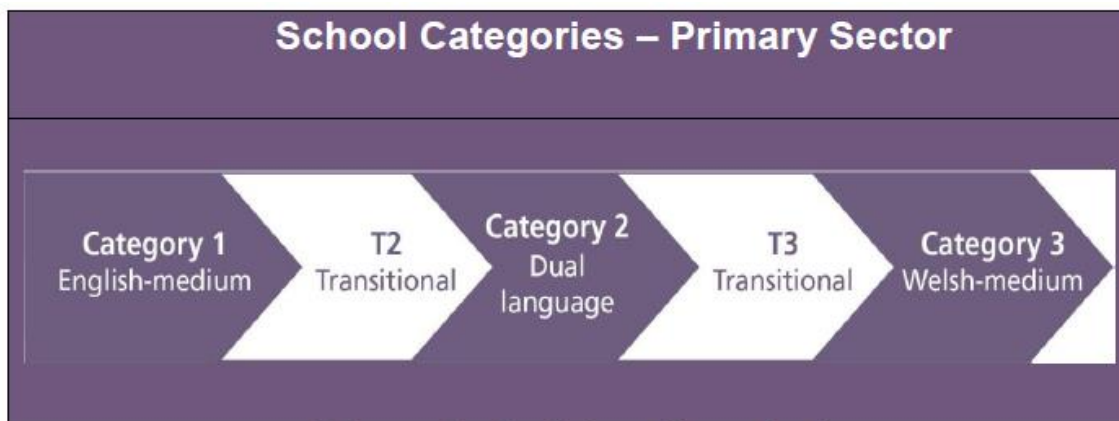 School Categories – Primary Sector
Category 1
English-medium
T2
Transitional
Category 2
Dual
language
T3
Transitional
Category 3
Welsh-medium